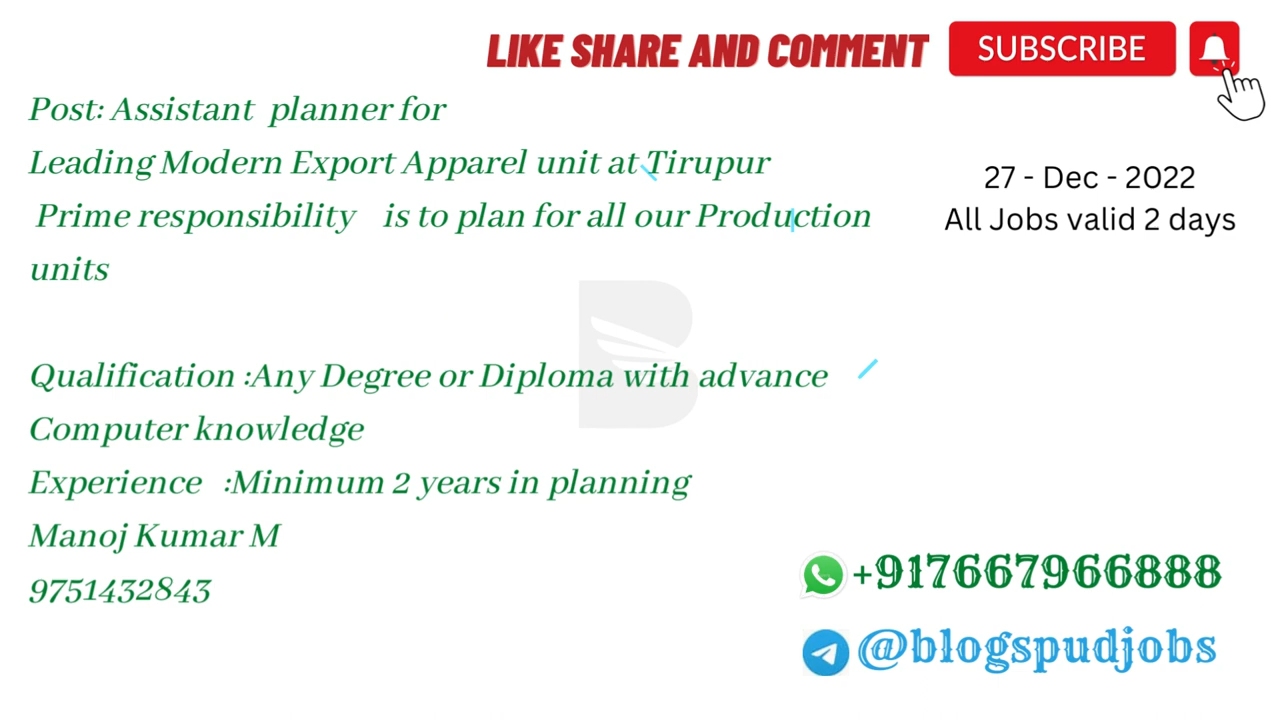 LIKE SHARE AND COMMENT
SUBSCRIBE
Post: Assistant planner for
Leading Modern Export Apparel unit at Tirupur
Prime responsibility is to plan for all our Production
units
27 - Dec - 2022
All Jobs valid 2 days
Qualification :Any Degree or Diploma with advance
Computer knowledge
Experience :Minimum 2 years in planning
Manoj Kumar M
9751432843
+917667966888
@blogspudjobs